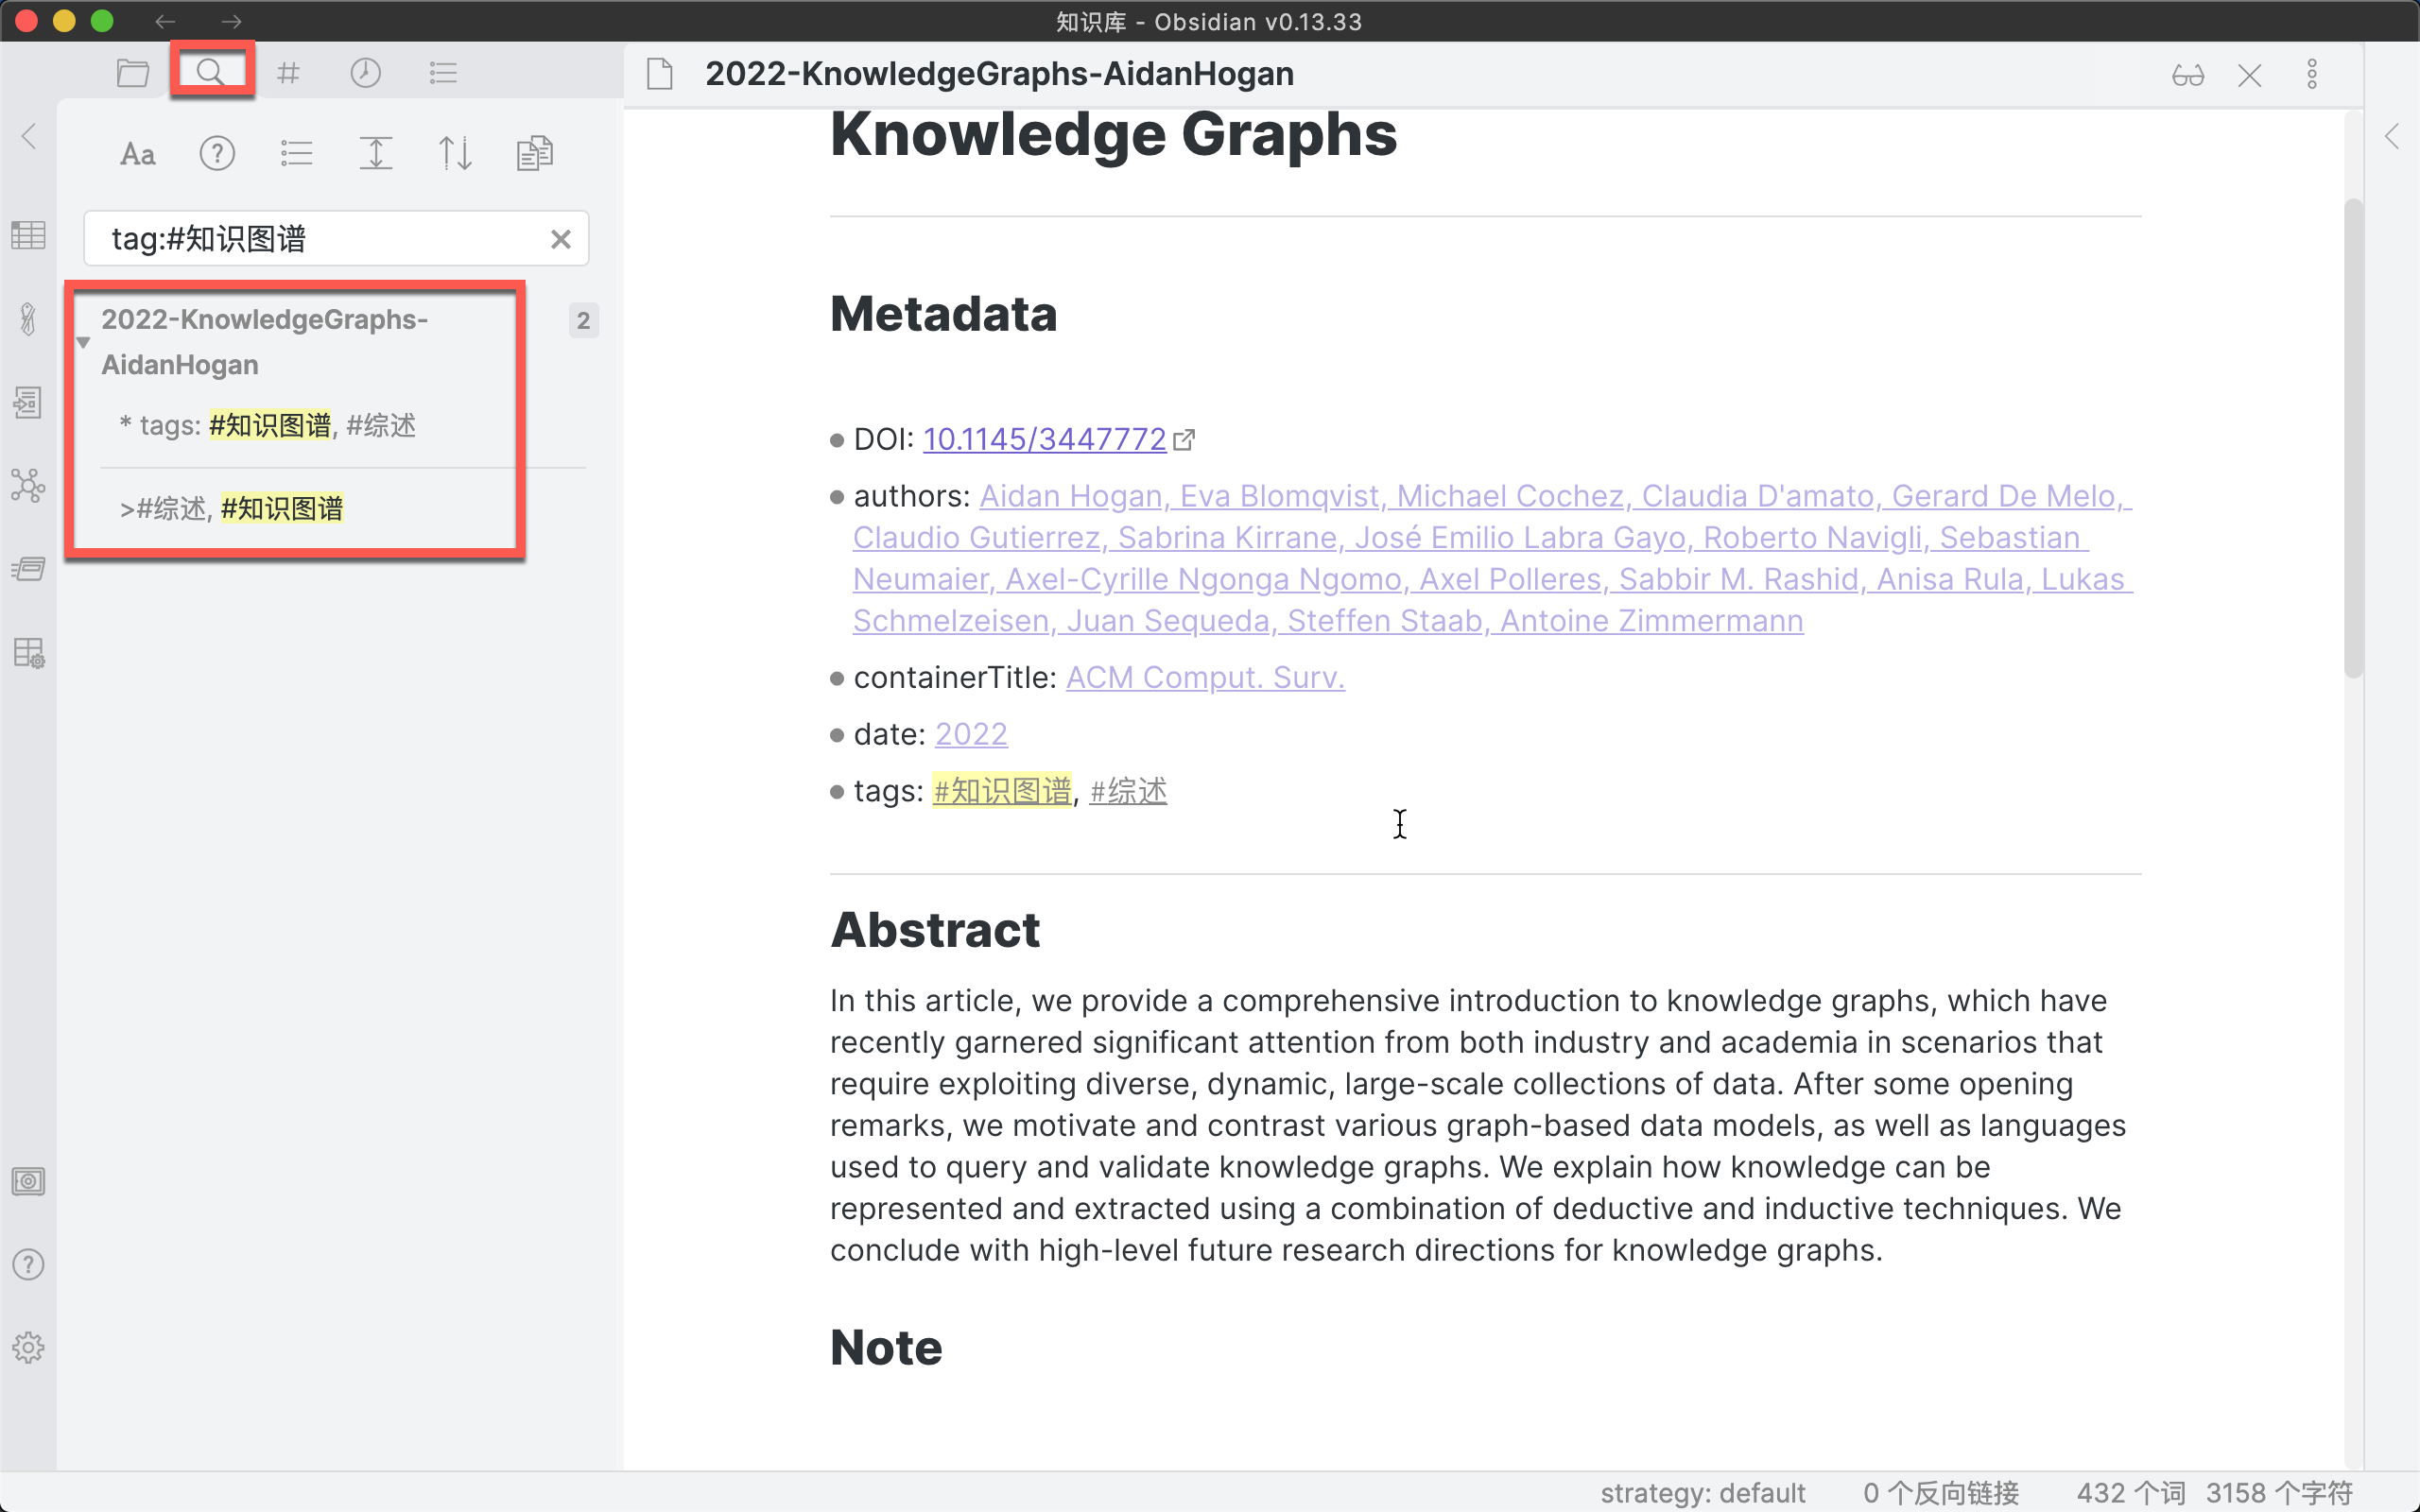 知识库 - Obsidian v0.13.33
2022-KnowledgeGraphs-AidanHogan
Aa
tag:#知识图谱
2022-KnowledgeGraphs-
AidanHogan
2
* tags: #知识图谱, #综述
>#综述, #知识图谱
Knowledge Graphs
Metadata
DOI: 10.1145/3447772
authors: Aidan Hogan, Eva Blomqvist, Michael Cochez, Claudia D'amato, Gerard De Melo,
Claudio Gutierrez, Sabrina Kirrane, José Emilio Labra Gayo, Roberto Navigli, Sebastian
Neumaier, Axel-Cyrille Ngonga Ngomo, Axel Polleres, Sabbir M. Rashid, Anisa Rula, Lukas
Schmelzeisen, Juan Sequeda, Steffen Staab, Antoine Zimmermann
containerTitle: ACM Comput. Surv.
date: 2022
tags: #知识图谱, #综述
Abstract
In this article, we provide a comprehensive introduction to knowledge graphs, which have
recently garnered significant attention from both industry and academia in scenarios that
require exploiting diverse, dynamic, large-scale collections of data. After some opening
remarks, we motivate and contrast various graph-based data models, as well as languages
used to query and validate knowledge graphs. We explain how knowledge can be
represented and extracted using a combination of deductive and inductive techniques. We
conclude with high-level future research directions for knowledge graphs.
Note
strategy: default 0 个反向链接 432 个词 3158 个字符